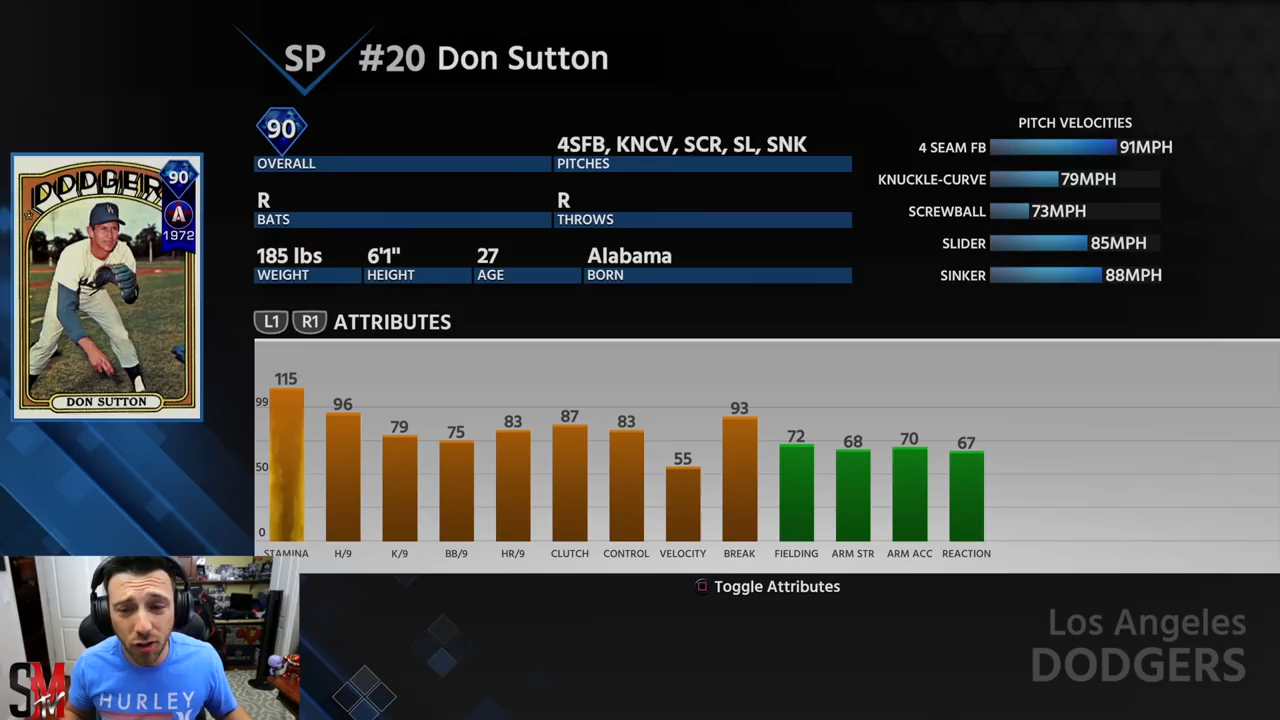 SP #20 Don Sutton
90
OVERALL
4SFB, KNCV, SCR, SL, SNK
PITCHES
R
BATS
R
THROWS
185 lbs
WEIGHT
6'1"
HEIGHT
27
AGE
Alabama
BORN
PITCH VELOCITIES
4 SEAM FB 91MPH
KNUCKLE-CURVE 79MPH
SCREWBALL 73MPH
SLIDER 85MPH
SINKER 88MPH
DODGERS
90
A
1972
DON SUTTON
L1 R1 ATTRIBUTES
99
50
0
115 96 79 75 83 87 83 55 93 72 68 70 67
STAMINA H/9 K/9 BB/9 HR/9 CLUTCH CONTROL VELOCITY BREAK FIELDING ARM STR ARM ACC REACTION
Toggle Attributes
Los Angeles
DODGERS
SM
TV
HURLEY